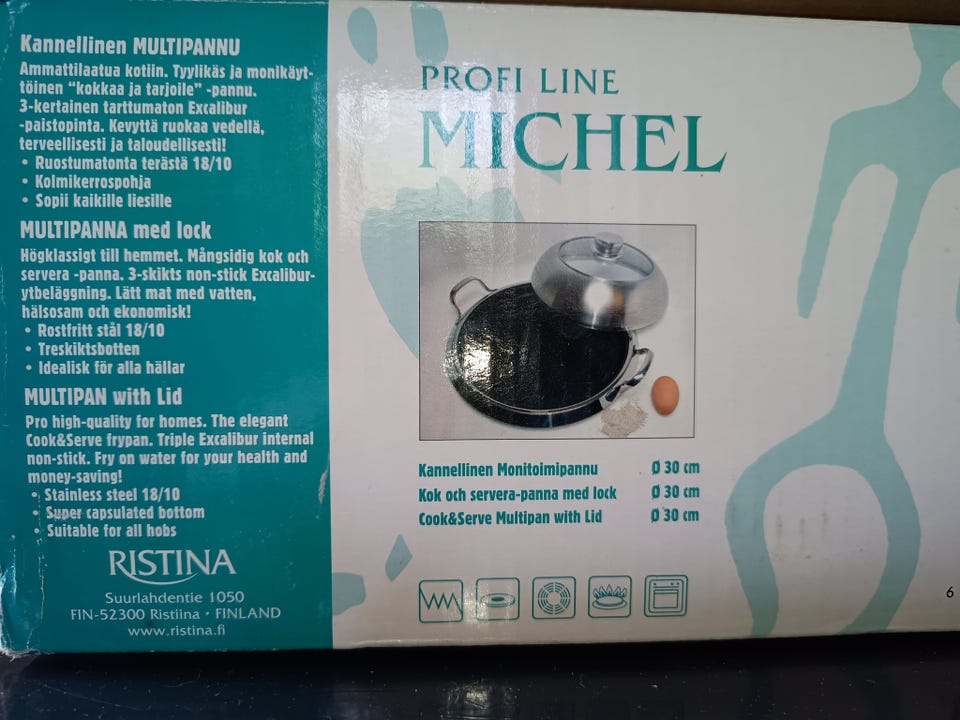 Kannellinen MULTIPANNU
Ammattilaatua kotiin. Tyylikäs ja monikäyt-
töinen "kokkaa ja tarjoile" -pannu.
3-kertainen tarttumaton Excalibur
-paistopinta. Kevyttä ruokaa vedellä,
terveellisesti ja taloudellisesti!
• Ruostumatonta terästä 18/10
• Kolmikerrospohja
• Sopii kaikille liesille
MULTIPANNA med lock
Högklassigt till hemmet. Mångsidig kok och
servera -panna. 3-skikts non-stick Excalibur-
ytbeläggning. Lätt mat med vatten,
hälsosam och ekonomisk!
• Rostfritt stål 18/10
• Treskiktsbotten
• Idealisk för alla hällar
MULTIPAN with Lid
Pro high-quality for homes. The elegant
Cook&Serve frypan. Triple Excalibur internal
non-stick. Fry on water for your health and
money-saving!
• Stainless steel 18/10
• Super capsulated bottom
• Suitable for all hobs
RISTINA
Suurlahdentie 1050
FIN-52300 Ristiina • FINLAND
www.ristina.fi
PROFI LINE
MICHEL
Kannellinen Monitoimipannu Ø 30 cm
Kok och servera-panna med lock Ø 30 cm
Cook&Serve Multipan with Lid Ø 30 cm
6